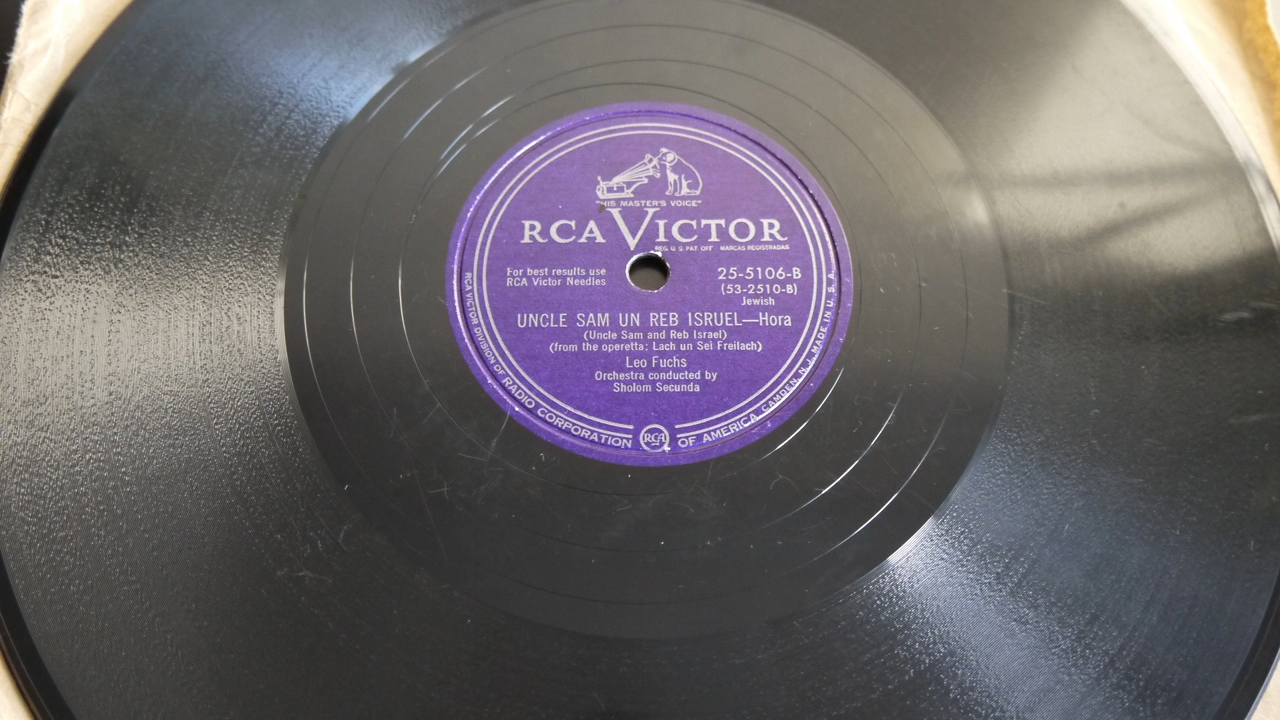 "HIS MASTER'S VOICE"
RCA VICTOR
REG. U. S. PAT. OFF. MARCAS REGISTRADAS
For best results use
RCA Victor Needles
25-5106-B
(53-2510-B)
Jewish
UNCLE SAM UN REB ISRUEL—Hora
(Uncle Sam and Reb Israel)
(from the operetta: Lach un Sei Freilach)
Leo Fuchs
Orchestra conducted by
Sholom Secunda
RCA VICTOR DIVISION OF RADIO CORPORATION RCA OF AMERICA, CAMDEN, N. J. MADE IN U. S. A.